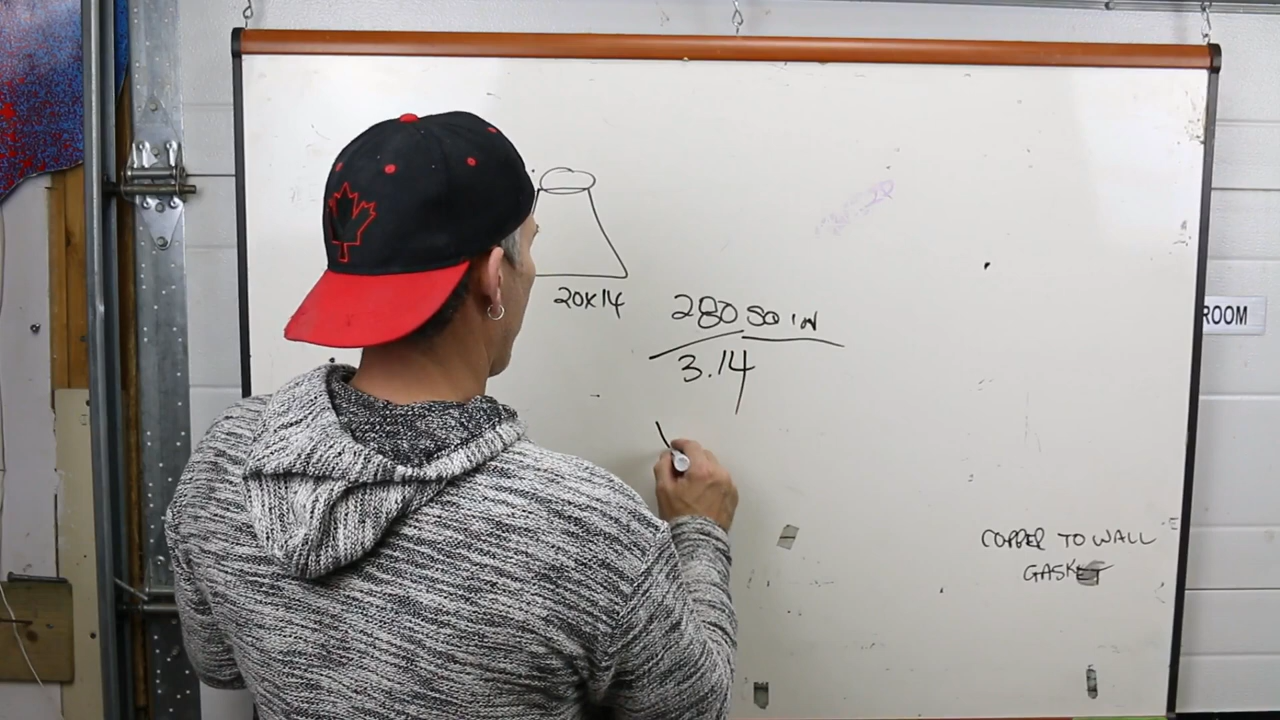 20x14
280 SQ in
3.14
ROOM
COPPER TO WALL
GASKET